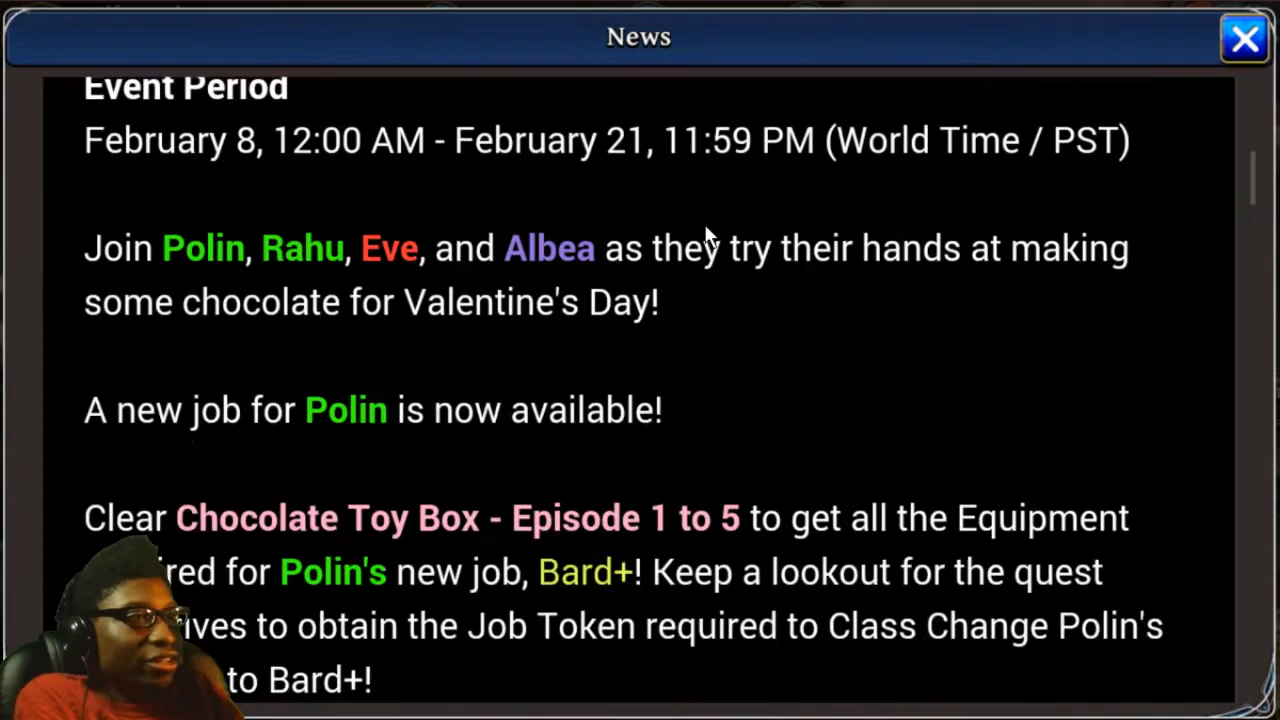 News
Event Period
February 8, 12:00 AM - February 21, 11:59 PM (World Time / PST)
Join Polin, Rahu, Eve, and Albea as they try their hands at making
some chocolate for Valentine's Day!
A new job for Polin is now available!
Clear Chocolate Toy Box - Episode 1 to 5 to get all the Equipment
red for Polin's new job, Bard+! Keep a lookout for the quest
ives to obtain the Job Token required to Class Change Polin's
to Bard+!